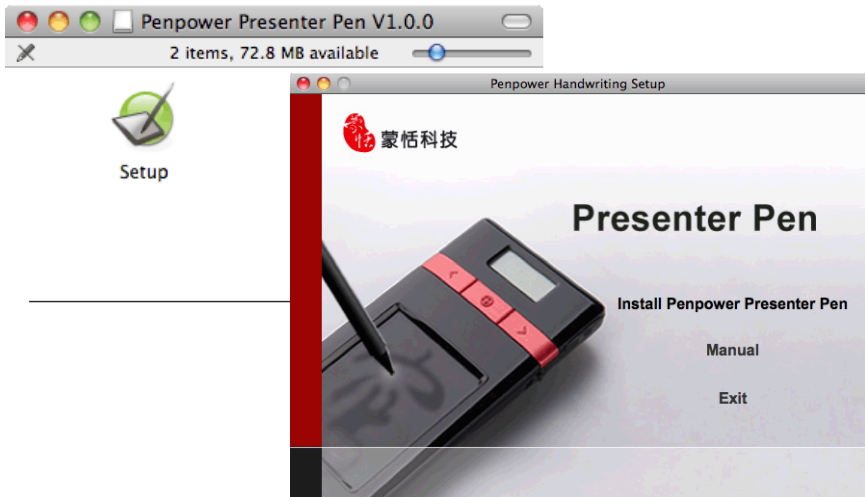 Penpower Presenter Pen V1.0.0
2 items, 72.8 MB available
Setup
Penpower Handwriting Setup
蒙恬科技
Presenter Pen
Install Penpower Presenter Pen
Manual
Exit